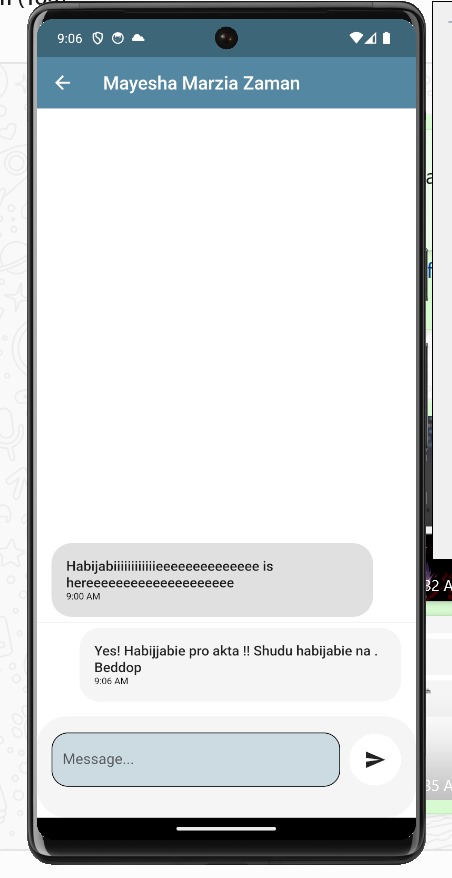 9:06
Mayesha Marzia Zaman
Habijabiiiiiiiiiiiieeeeeeeeeeeeee is
hereeeeeeeeeeeeeeeeeeee
9:00 AM
Yes! Habijjabie pro akta !! Shudu habijabie na .
Beddop
9:06 AM
Message...